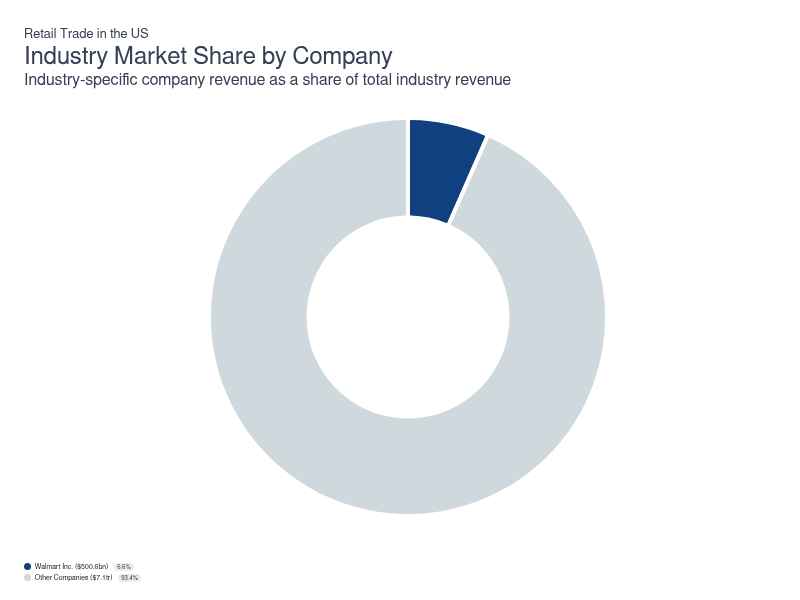 Retail Trade in the US
Industry Market Share by Company
Industry-specific company revenue as a share of total industry revenue
Walmart Inc. ($500.6bn) 6.6%
Other Companies ($7.1tr) 93.4%